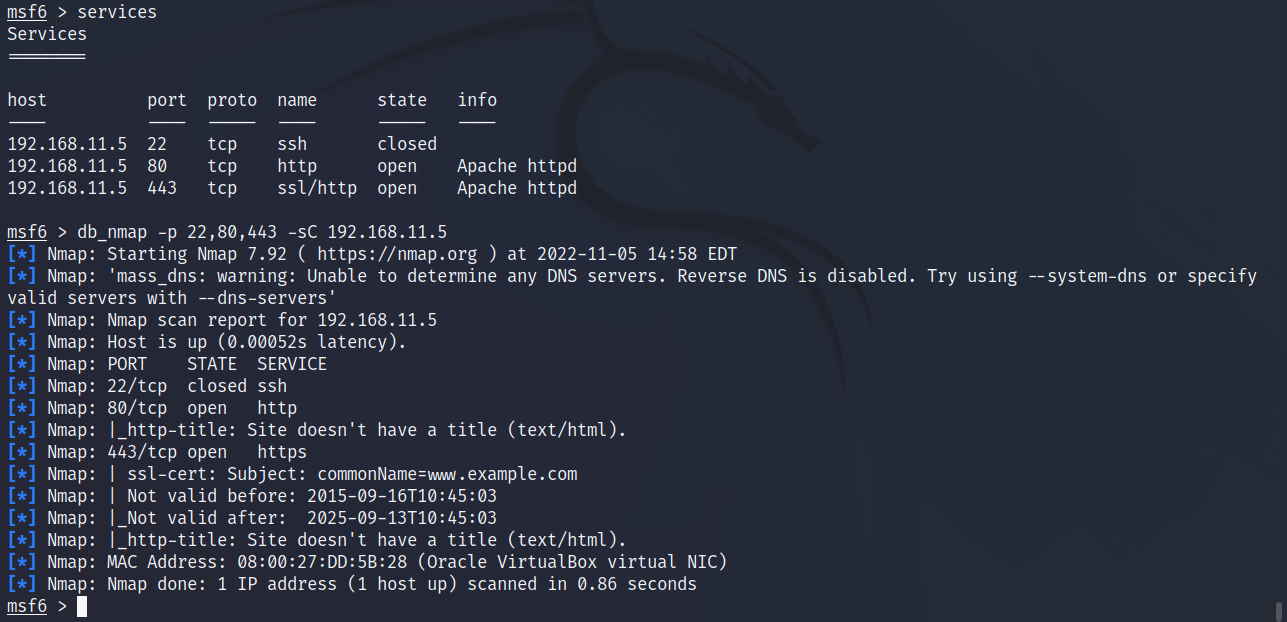 msf6 > services
Services
========
host port proto name state info
---- ---- ----- ---- ----- ----
192.168.11.5 22 tcp ssh closed
192.168.11.5 80 tcp http open Apache httpd
192.168.11.5 443 tcp ssl/http open Apache httpd
msf6 > db_nmap -p 22,80,443 -sC 192.168.11.5
[*] Nmap: Starting Nmap 7.92 ( https://nmap.org ) at 2022-11-05 14:58 EDT
[*] Nmap: 'mass_dns: warning: Unable to determine any DNS servers. Reverse DNS is disabled. Try using --system-dns or specify
valid servers with --dns-servers'
[*] Nmap: Nmap scan report for 192.168.11.5
[*] Nmap: Host is up (0.00052s latency).
[*] Nmap: PORT STATE SERVICE
[*] Nmap: 22/tcp closed ssh
[*] Nmap: 80/tcp open http
[*] Nmap: |_http-title: Site doesn't have a title (text/html).
[*] Nmap: 443/tcp open https
[*] Nmap: | ssl-cert: Subject: commonName=www.example.com
[*] Nmap: | Not valid before: 2015-09-16T10:45:03
[*] Nmap: |_Not valid after: 2025-09-13T10:45:03
[*] Nmap: |_http-title: Site doesn't have a title (text/html).
[*] Nmap: MAC Address: 08:00:27:DD:5B:28 (Oracle VirtualBox virtual NIC)
[*] Nmap: Nmap done: 1 IP address (1 host up) scanned in 0.86 seconds
msf6 >